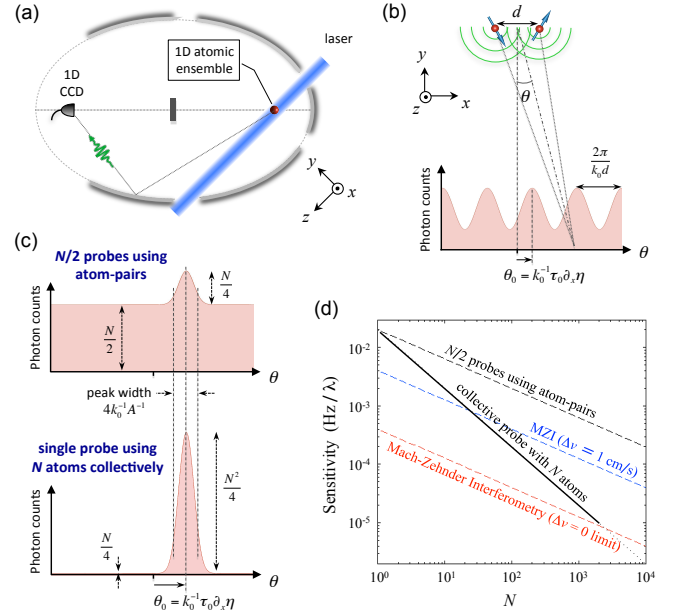 (a)
laser
1D atomic
ensemble
1D
CCD
y
x
z
(b)
d
θ
y
z
x
2π
k₀d
Photon counts
θ
θ₀ = k₀⁻¹τ₀∂ₓη
(c)
N/2 probes using
atom-pairs
N
4
N
2
Photon counts
θ
peak width
4k₀⁻¹A⁻¹
single probe using
N atoms collectively
N²
4
N
4
Photon counts
θ
θ₀ = k₀⁻¹τ₀∂ₓη
(d)
Sensitivity (Hz / λ)
10⁻²
10⁻³
10⁻⁴
10⁻⁵
N/2 probes using atom-pairs
collective probe with N atoms
MZI (Δv = 1 cm/s)
Mach-Zehnder Interferometry (Δv = 0 limit)
10⁰ 10¹ 10² 10³ 10⁴
N